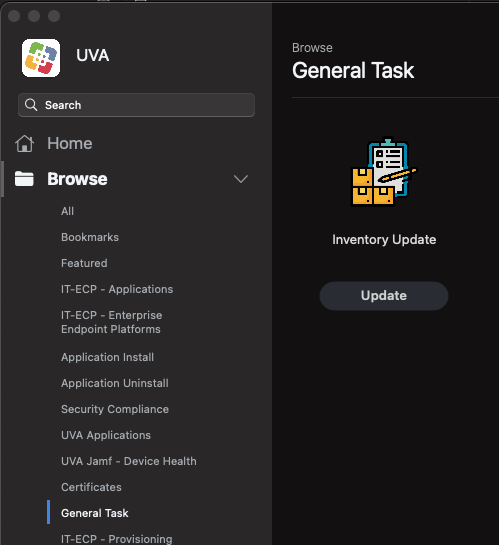 UVA
Search
Home
Browse
All
Bookmarks
Featured
IT-ECP - Applications
IT-ECP - Enterprise
Endpoint Platforms
Application Install
Application Uninstall
Security Compliance
UVA Applications
UVA Jamf - Device Health
Certificates
General Task
IT-ECP - Provisioning
Browse
General Task
Inventory Update
Update